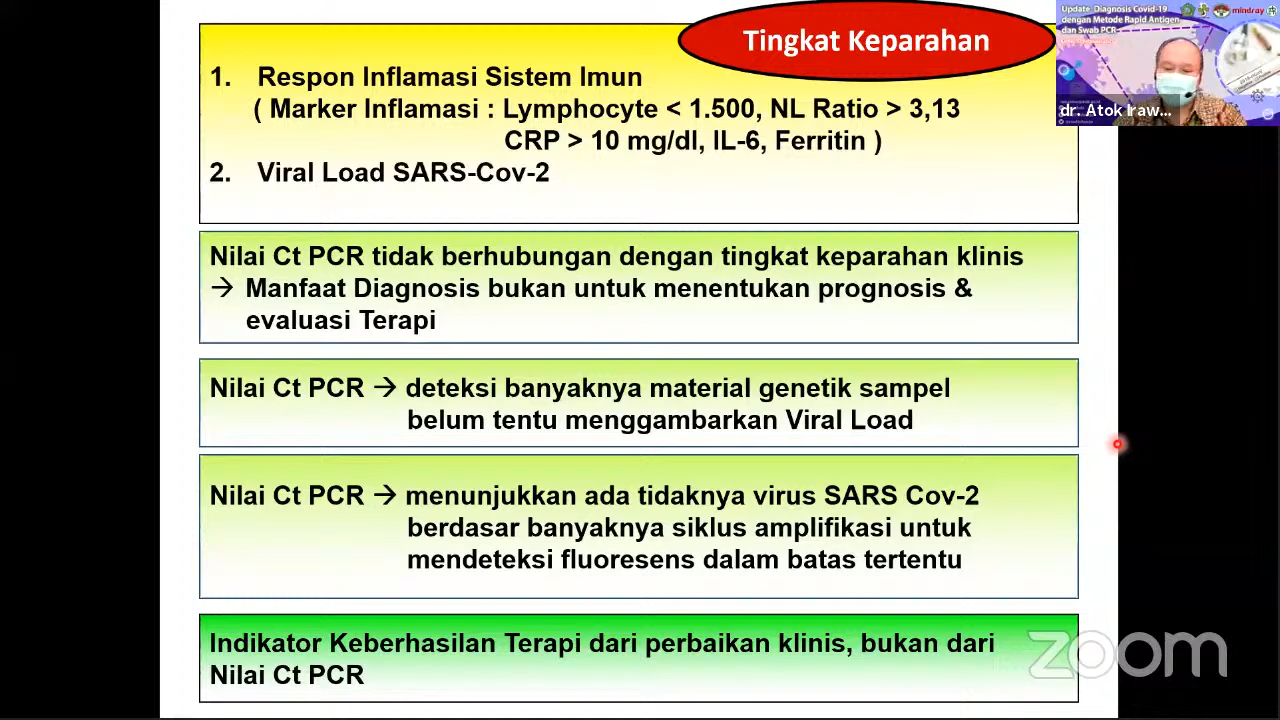 Tingkat Keparahan
1. Respon Inflamasi Sistem Imun
( Marker Inflamasi : Lymphocyte < 1.500, NL Ratio > 3,13
CRP > 10 mg/dl, IL-6, Ferritin )
2. Viral Load SARS-Cov-2
Nilai Ct PCR tidak berhubungan dengan tingkat keparahan klinis
→ Manfaat Diagnosis bukan untuk menentukan prognosis &
evaluasi Terapi
Nilai Ct PCR → deteksi banyaknya material genetik sampel
belum tentu menggambarkan Viral Load
Nilai Ct PCR → menunjukkan ada tidaknya virus SARS Cov-2
berdasar banyaknya siklus amplifikasi untuk
mendeteksi fluoresens dalam batas tertentu
Indikator Keberhasilan Terapi dari perbaikan klinis, bukan dari
Nilai Ct PCR
Update Diagnosis Covid-19
dengan Metode Rapid Antigen
dan Swab PCR
mindray
dr. Atok Iraw...
zoom